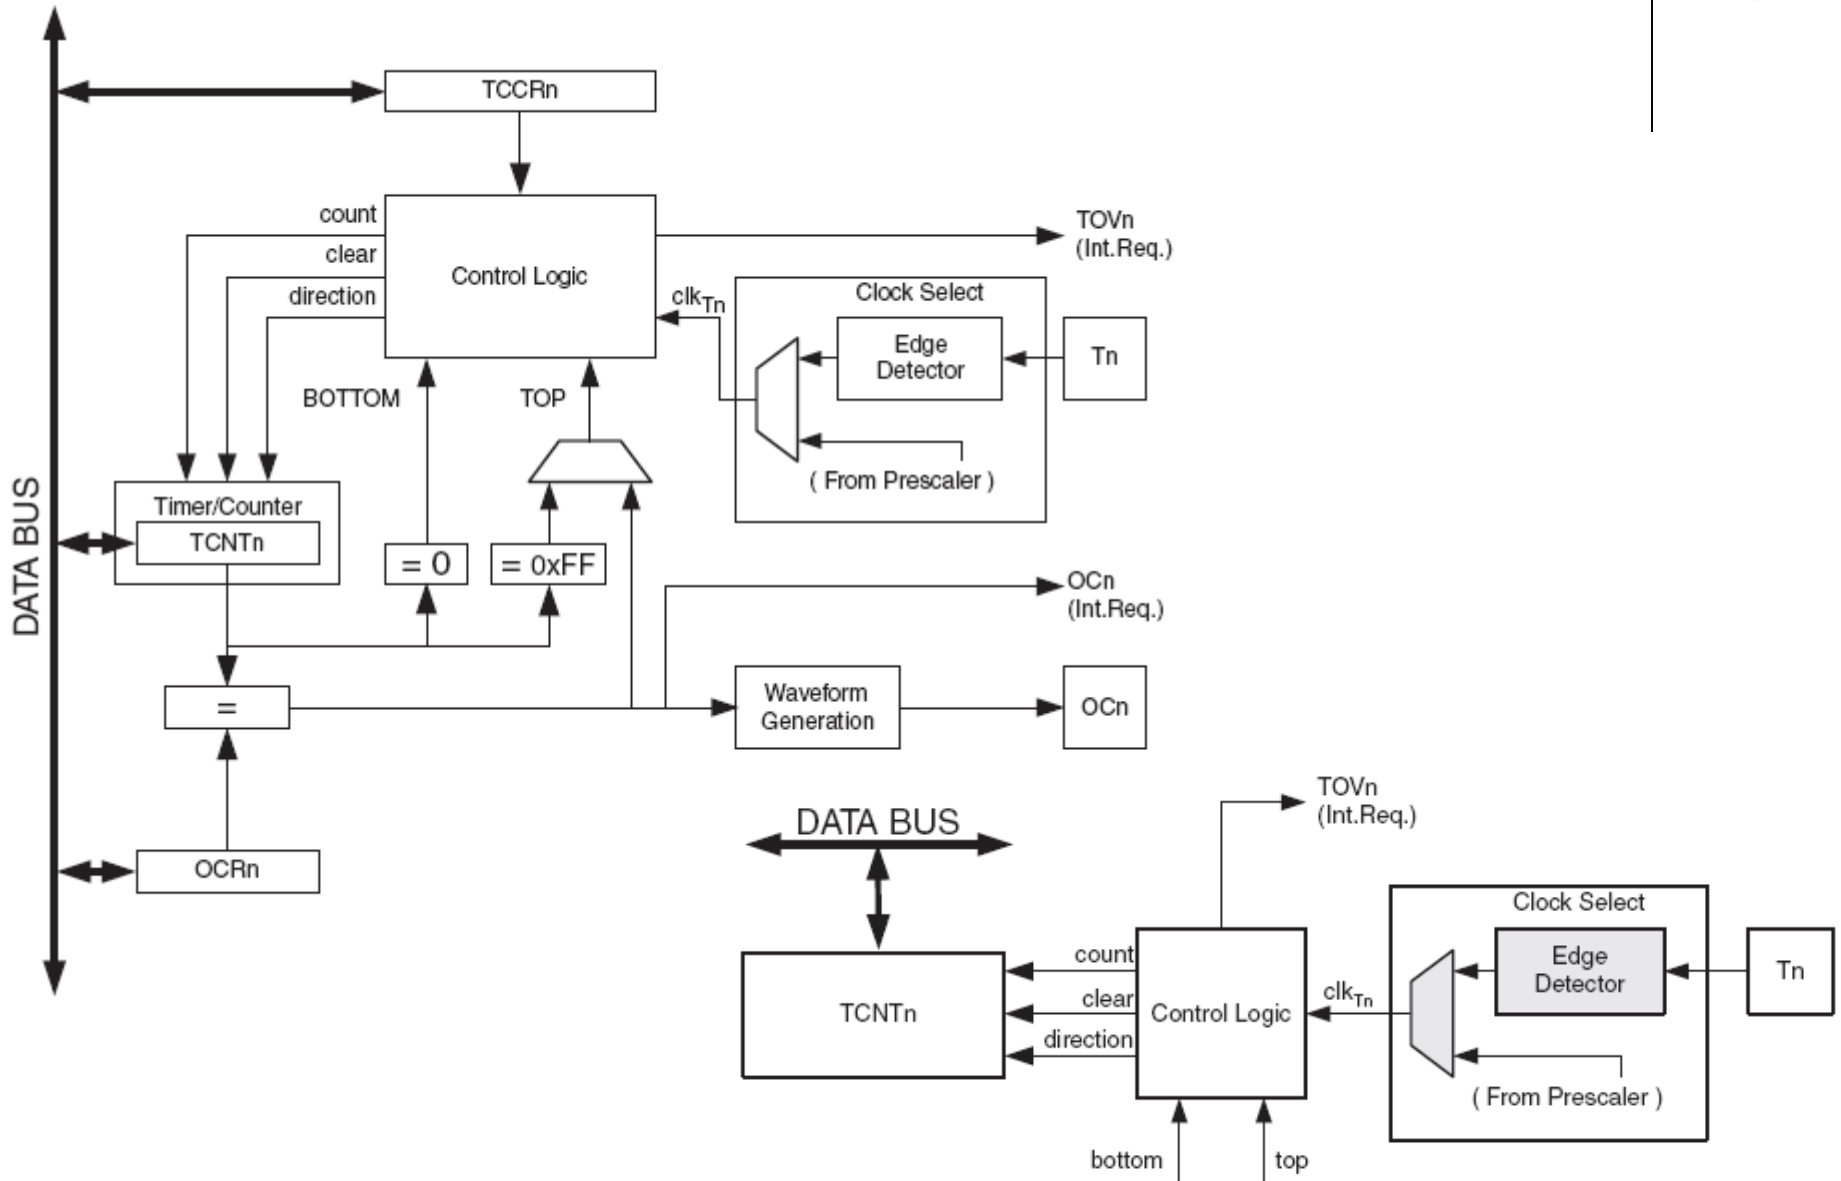 TCCRn
count
clear
direction
Control Logic
TOVn
(Int.Req.)
clkTn
Clock Select
Edge
Detector
Tn
( From Prescaler )
BOTTOM
TOP
DATA BUS
Timer/Counter
TCNTn
= 0
= 0xFF
OCn
(Int.Req.)
=
Waveform
Generation
OCn
OCRn
DATA BUS
TOVn
(Int.Req.)
TCNTn
count
clear
direction
Control Logic
clkTn
Clock Select
Edge
Detector
Tn
( From Prescaler )
bottom
top